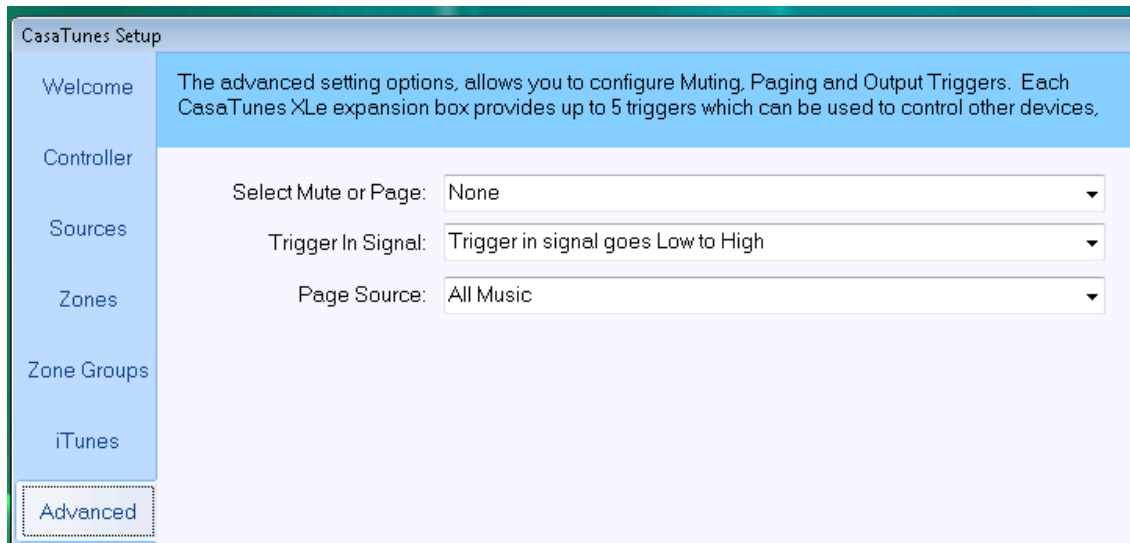 CasaTunes Setup
Welcome
The advanced setting options, allows you to configure Muting, Paging and Output Triggers. Each
CasaTunes XLe expansion box provides up to 5 triggers which can be used to control other devices,
Controller
Select Mute or Page: None
Sources
Trigger In Signal: Trigger in signal goes Low to High
Zones
Page Source: All Music
Zone Groups
iTunes
Advanced